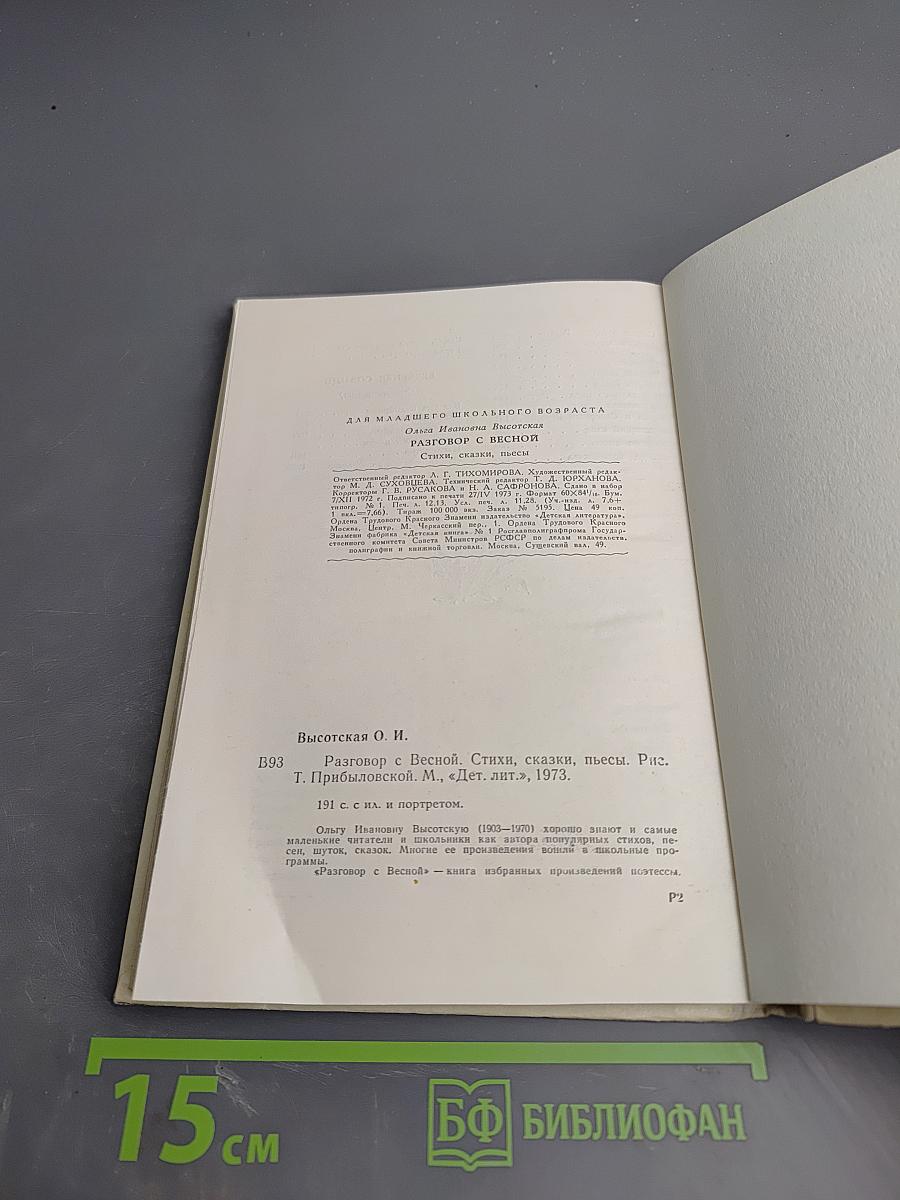 ДЛЯ МЛАДШЕГО ШКОЛЬНОГО ВОЗРАСТА
Ольга Ивановна Высотская
РАЗГОВОР С ВЕСНОЙ
Стихи, сказки, пьесы
Ответственный редактор Л. Г. ТИХОМИРОВА. Художественный редак-
тор М. Д. СУХОВЦЕВА. Технический редактор Т. Д. ЮРХАНОВА.
Корректоры Г. В. РУСАКОВА и Н. А. САФРОНОВА. Сдано в набор
7/XII 1972 г. Подписано к печати 27/IV 1973 г. Формат 60×84¹/₁₆. Бум.
типогр. № 1. Печ. л. 12,13. Усл. печ. л. 11,28. (Уч.-изд. л. 7,6+
1 вкл.=7,66). Тираж 100 000 экз. Заказ № 5195. Цена 49 коп.
Ордена Трудового Красного Знамени издательство «Детская литература».
Москва, Центр, М. Черкасский пер., 1. Ордена Трудового Красного
Знамени фабрика «Детская книга» № 1 Росглавполиграфпрома Государ-
ственного комитета Совета Министров РСФСР по делам издательств,
полиграфии и книжной торговли. Москва, Сущевский вал, 49.
Высотская О. И.
В93 Разговор с Весной. Стихи, сказки, пьесы. Рис.
Т. Прибыловской. М., «Дет. лит.», 1973.
191 с. с ил. и портретом.
Ольгу Ивановну Высотскую (1903—1970) хорошо знают и самые
маленькие читатели и школьники как автора популярных стихов, пе-
сен, шуток, сказок. Многие ее произведения вошли в школьные про-
граммы.
«Разговор с Весной» — книга избранных произведений поэтессы.
Р2
15 см
БФ БИБЛИОФАН